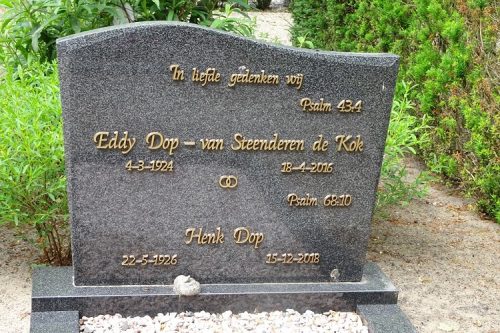 In liefde gedenken wij
Psalm 43:4
Eddy Dop – van Steenderen de Kok
4-3-1924 18-4-2016
Psalm 68:10
Henk Dop
22-5-1926 15-12-2018